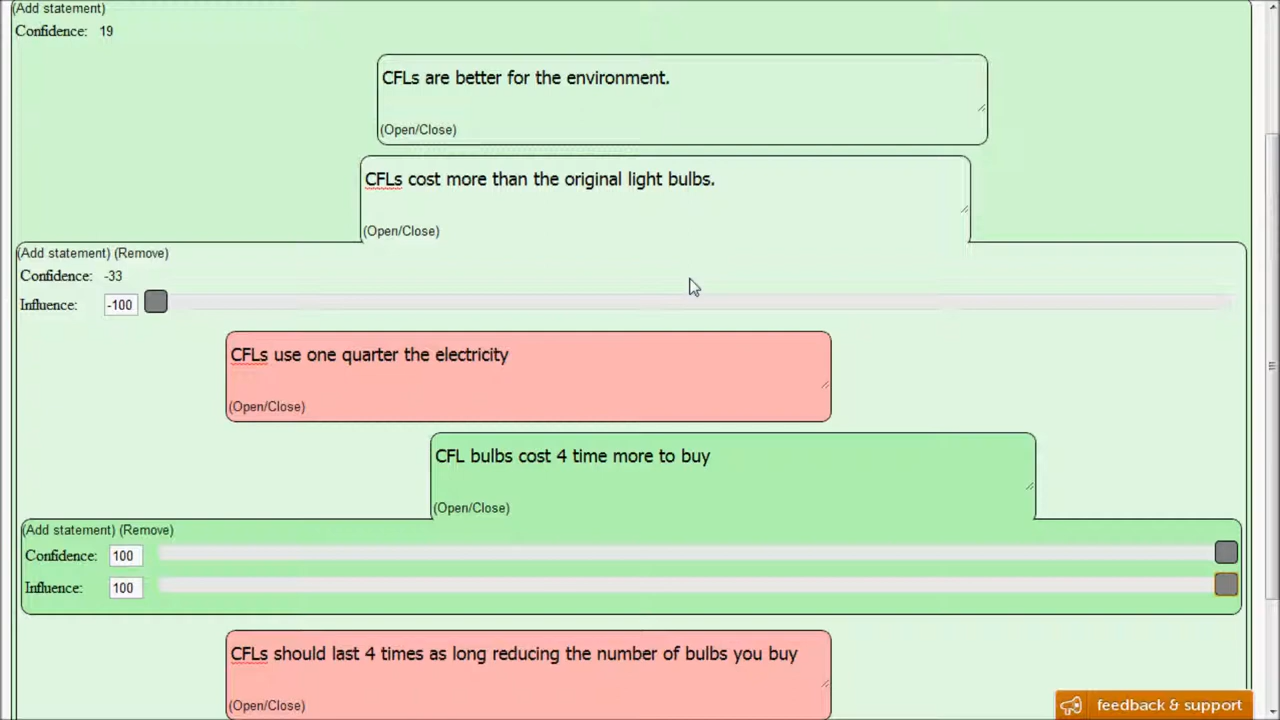 (Add statement)
Confidence: 19
CFLs are better for the environment.
(Open/Close)
CFLs cost more than the original light bulbs.
(Open/Close)
(Add statement) (Remove)
Confidence: -33
Influence: -100
CFLs use one quarter the electricity
(Open/Close)
CFL bulbs cost 4 time more to buy
(Open/Close)
(Add statement) (Remove)
Confidence: 100
Influence: 100
CFLs should last 4 times as long reducing the number of bulbs you buy
(Open/Close)
feedback & support